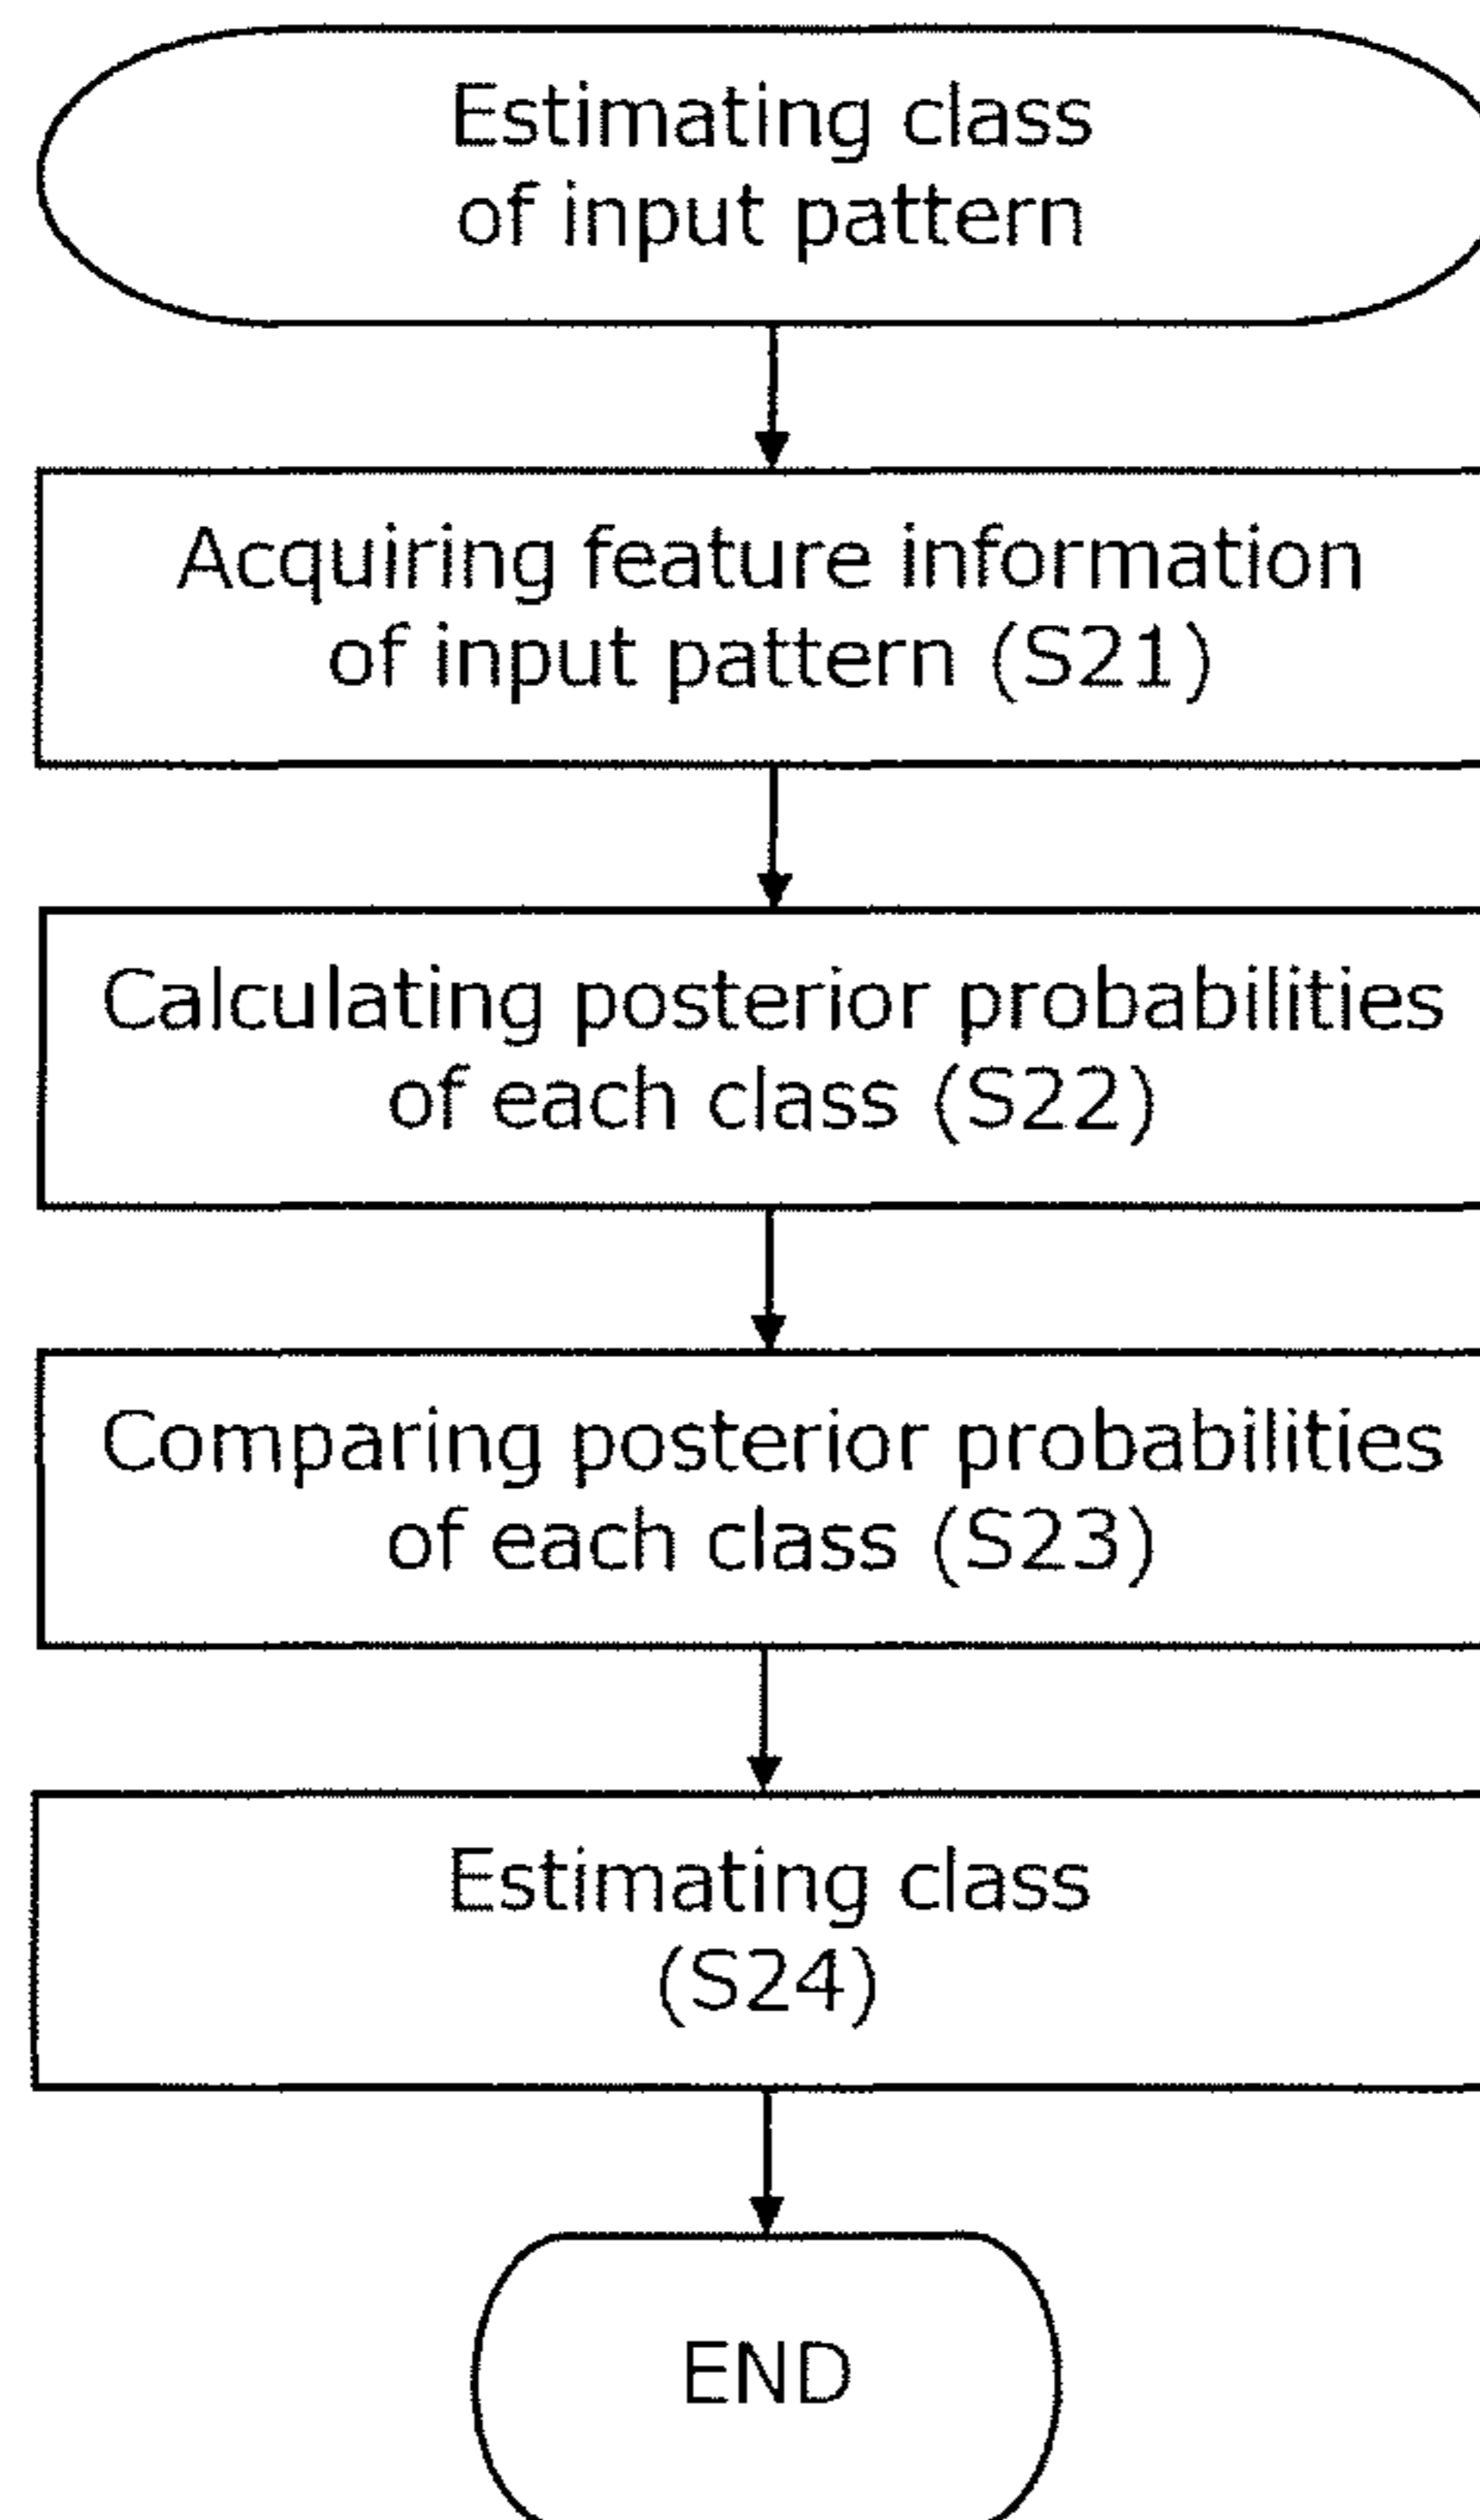 Estimating class
of input pattern
Acquiring feature information
of input pattern (S21)
Calculating posterior probabilities
of each class (S22)
Comparing posterior probabilities
of each class (S23)
Estimating class
(S24)
END